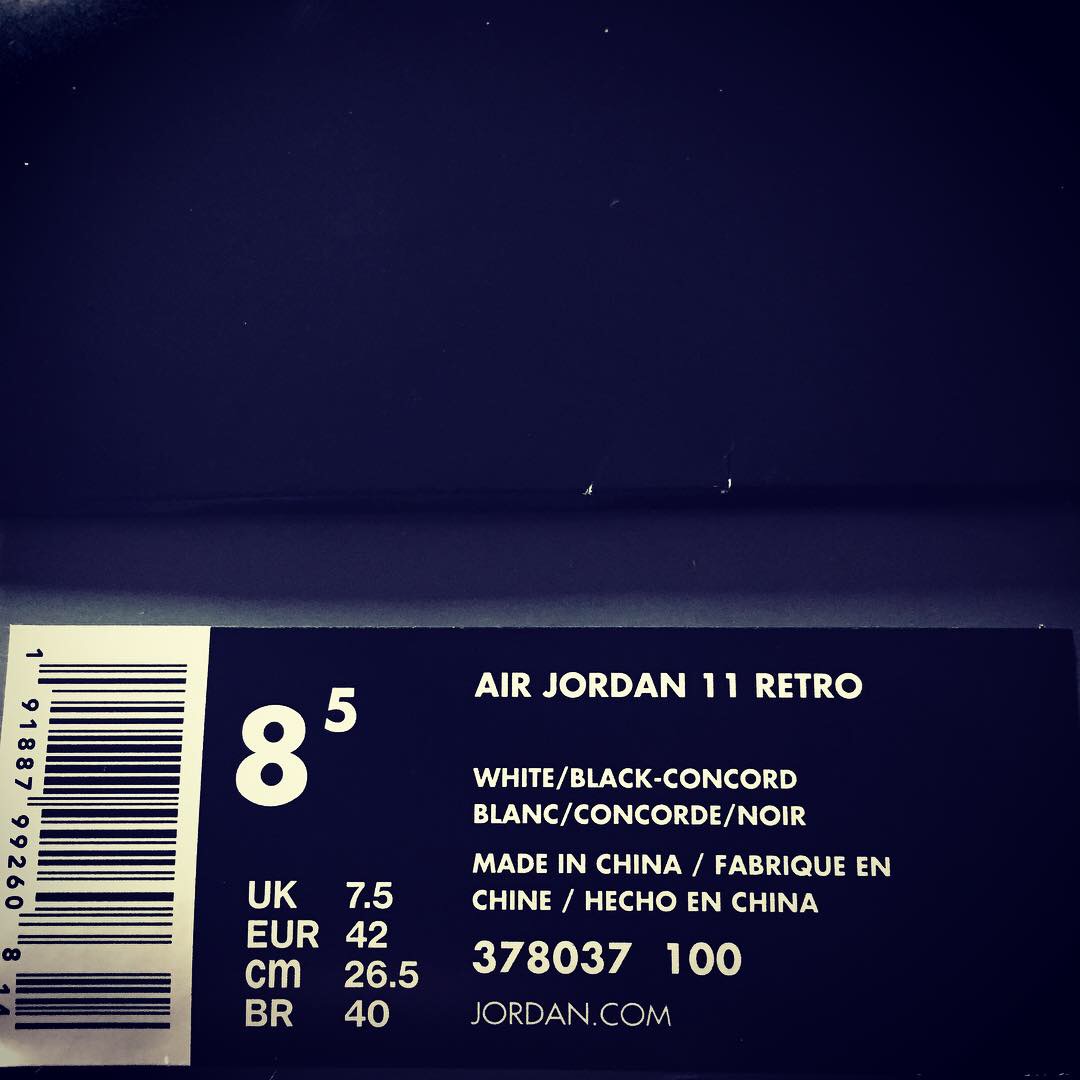 1 91887 99260 8 14
8 5
UK 7.5
EUR 42
cm 26.5
BR 40
AIR JORDAN 11 RETRO
WHITE/BLACK-CONCORD
BLANC/CONCORDE/NOIR
MADE IN CHINA / FABRIQUE EN
CHINE / HECHO EN CHINA
378037 100
JORDAN.COM